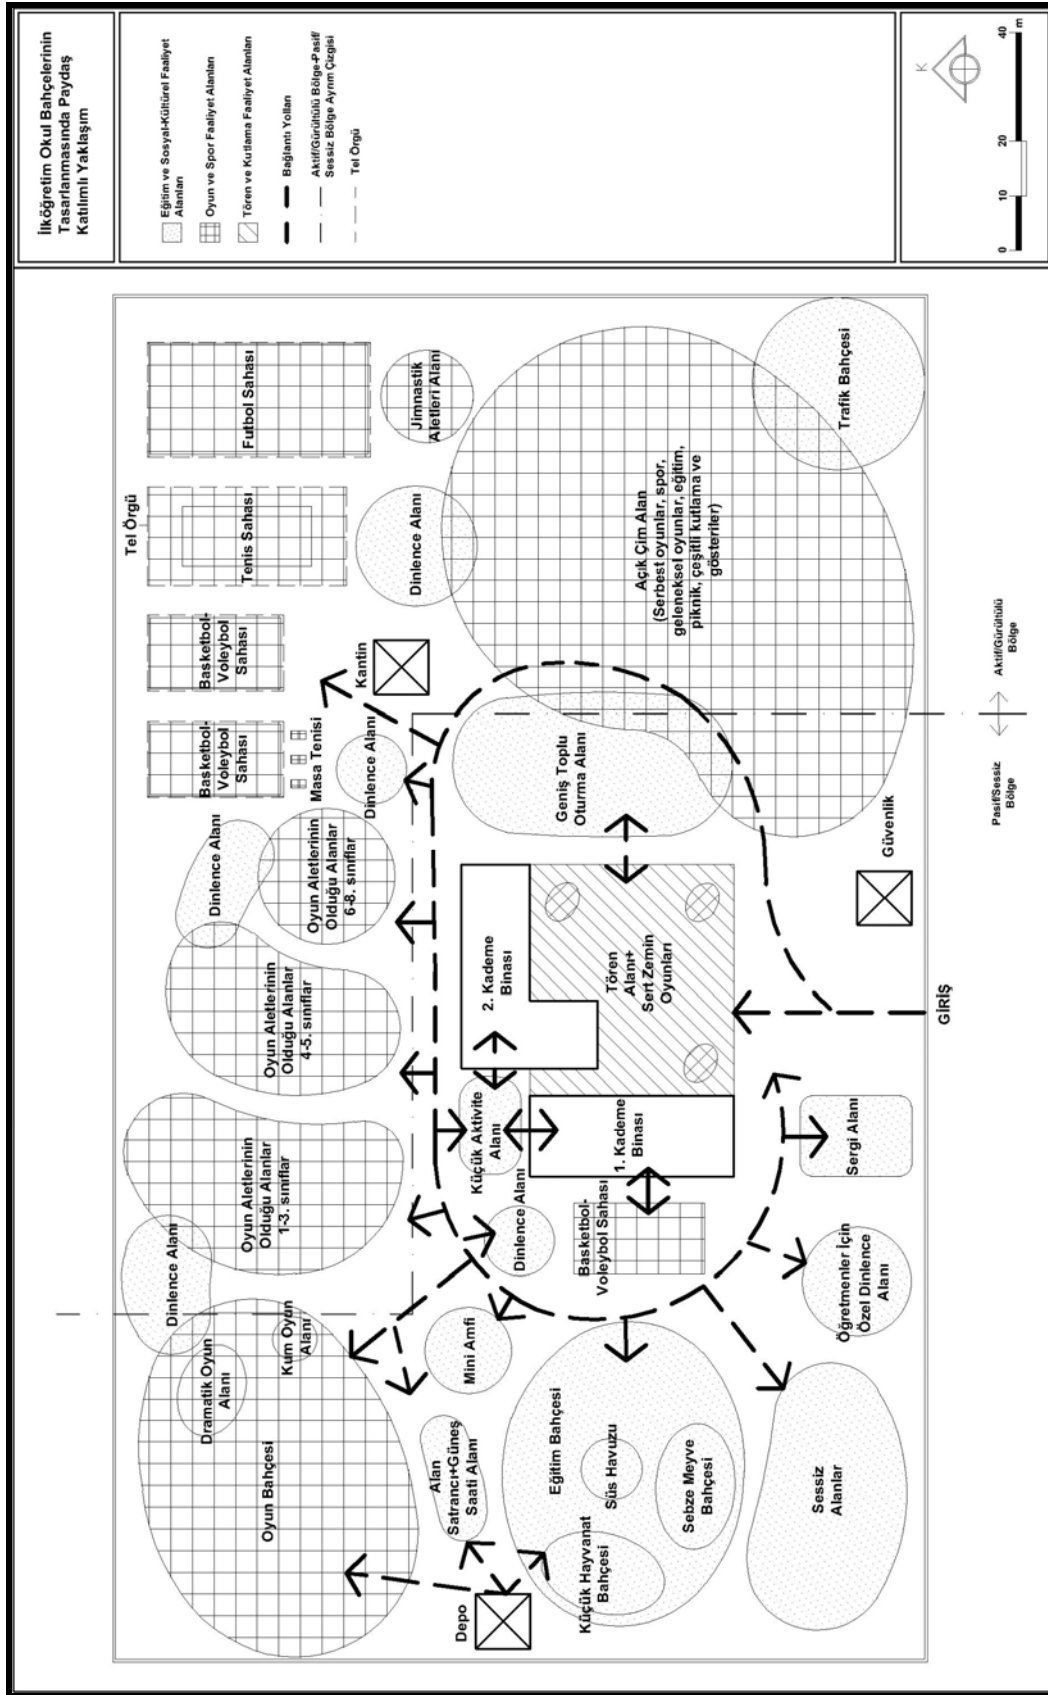 İlköğretim Okul Bahçelerinin
Tasarlanmasında Paydaş
Katılımlı Yaklaşım
Eğitim ve Sosyal-Kültürel Faaliyet
Alanları
Oyun ve Spor Faaliyet Alanları
Tören ve Kutlama Faaliyet Alanları
Bağlantı Yolları
Aktif/Gürültülü Bölge-Pasif/
Sessiz Bölge Ayrım Çizgisi
Tel Örgü
K
0
10
20
40
m
Oyun Bahçesi
Dramatik Oyun
Alanı
Kum Oyun
Alanı
Dinlence Alanı
Oyun Aletlerinin
Olduğu Alanlar
1-3. sınıflar
Oyun Aletlerinin
Olduğu Alanlar
4-5. sınıflar
Dinlence Alanı
Oyun Aletlerinin
Olduğu Alanlar
6-8. sınıflar
Basketbol-
Voleybol
Sahası
Masa Tenisi
Dinlence Alanı
Basketbol-
Voleybol
Sahası
Kantin
Tel Örgü
Tenis Sahası
Dinlence Alanı
Futbol Sahası
Jimnastik
Aletleri Alanı
Depo
Alan
Satrancı+Güneş
Saati Alanı
Mini Amfi
Dinlence Alanı
Küçük Aktivite
Alanı
2. Kademe
Binası
1. Kademe
Binası
Basketbol-
Voleybol Sahası
Tören
Alanı+
Sert Zemin
Oyunları
Geniş Toplu
Oturma Alanı
Açık Çim Alan
(Serbest oyunlar, spor,
geleneksel oyunlar, eğitim,
piknik, çeşitli kutlama ve
gösteriler)
Trafik Bahçesi
Eğitim Bahçesi
Süs Havuzu
Küçük Hayvanat
Bahçesi
Sebze Meyve
Bahçesi
Sessiz
Alanlar
Öğretmenler İçin
Özel Dinlence
Alanı
Sergi Alanı
GİRİŞ
Güvenlik
Pasif/Sessiz
Bölge
Aktif/Gürültülü
Bölge